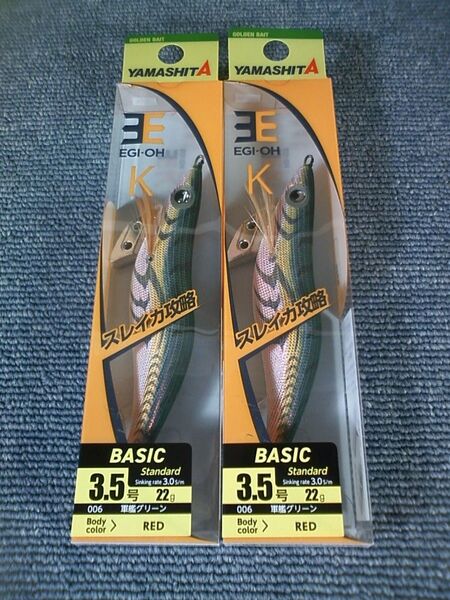 GOLDEN BAIT
YAMASHITA
EGI-OH
K
スレイカ攻略
BASIC
Standard
3.5号
Sinking rate 3.0 s/m
22g
006 軍艦グリーン
Body color > RED
GOLDEN BAIT
YAMASHITA
EGI-OH
K
スレイカ攻略
BASIC
Standard
3.5号
Sinking rate 3.0 s/m
22g
006 軍艦グリーン
Body color > RED